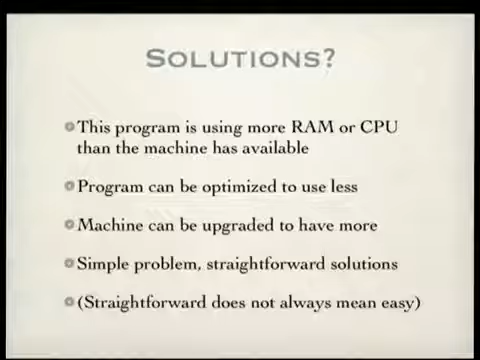 SOLUTIONS?
This program is using more RAM or CPU
than the machine has available
Program can be optimized to use less
Machine can be upgraded to have more
Simple problem, straightforward solutions
(Straightforward does not always mean easy)